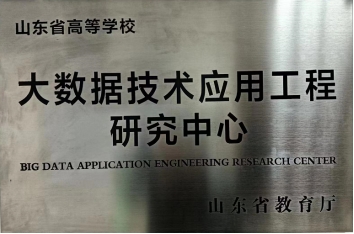 山东省高等学校
大数据技术应用工程
研究中心
BIG DATA APPLICATION ENGINEERING RESEARCH CENTER
山东省教育厅